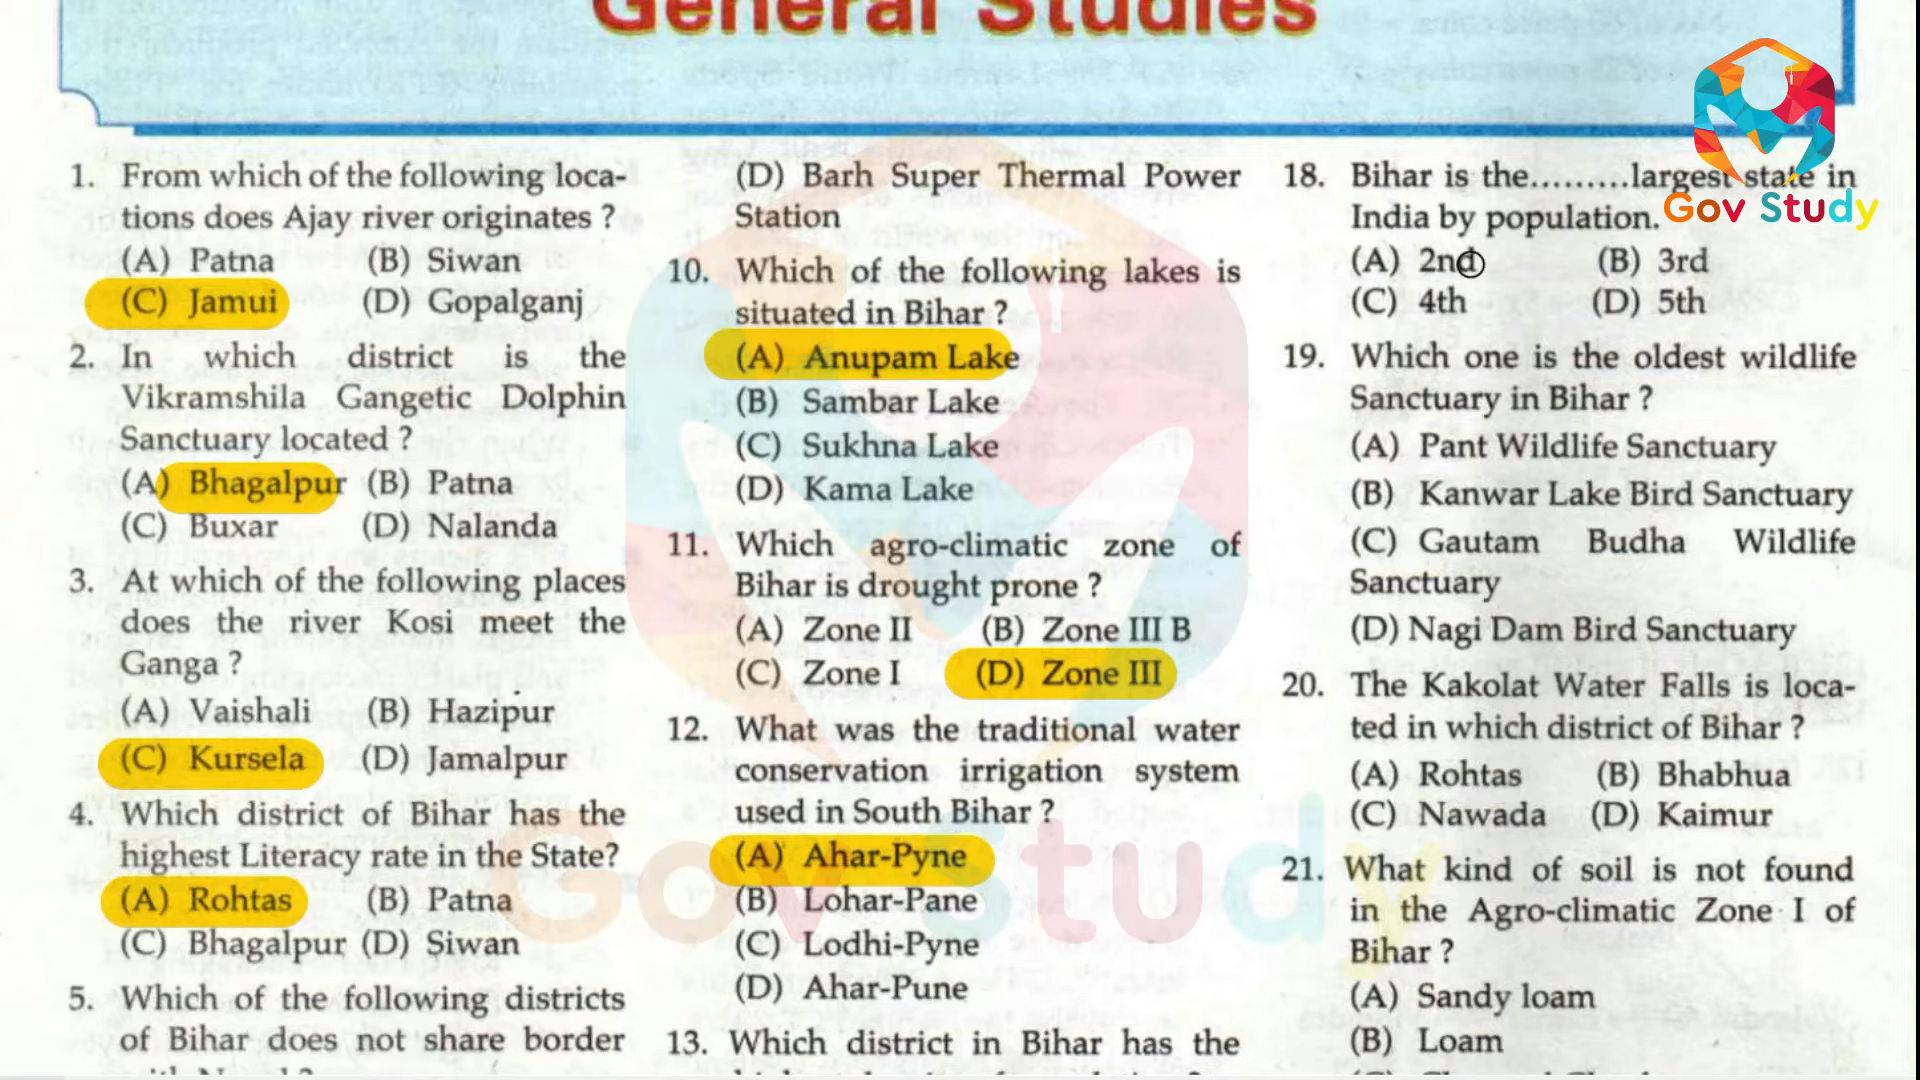 General Studies
Gov Study
1. From which of the following loca-
tions does Ajay river originates ?
(A) Patna (B) Siwan
(C) Jamui (D) Gopalganj
2. In which district is the
Vikramshila Gangetic Dolphin
Sanctuary located ?
(A) Bhagalpur (B) Patna
(C) Buxar (D) Nalanda
3. At which of the following places
does the river Kosi meet the
Ganga ?
(A) Vaishali (B) Hazipur
(C) Kursela (D) Jamalpur
4. Which district of Bihar has the
highest Literacy rate in the State?
(A) Rohtas (B) Patna
(C) Bhagalpur (D) Siwan
5. Which of the following districts
of Bihar does not share border
(D) Barh Super Thermal Power
Station
10. Which of the following lakes is
situated in Bihar ?
(A) Anupam Lake
(B) Sambar Lake
(C) Sukhna Lake
(D) Kama Lake
11. Which agro-climatic zone of
Bihar is drought prone ?
(A) Zone II (B) Zone III B
(C) Zone I (D) Zone III
12. What was the traditional water
conservation irrigation system
used in South Bihar ?
(A) Ahar-Pyne
(B) Lohar-Pane
(C) Lodhi-Pyne
(D) Ahar-Pune
13. Which district in Bihar has the
18. Bihar is the.........largest state in
India by population.
(A) 2nd (B) 3rd
(C) 4th (D) 5th
19. Which one is the oldest wildlife
Sanctuary in Bihar ?
(A) Pant Wildlife Sanctuary
(B) Kanwar Lake Bird Sanctuary
(C) Gautam Budha Wildlife
Sanctuary
(D) Nagi Dam Bird Sanctuary
20. The Kakolat Water Falls is loca-
ted in which district of Bihar ?
(A) Rohtas (B) Bhabhua
(C) Nawada (D) Kaimur
21. What kind of soil is not found
in the Agro-climatic Zone I of
Bihar ?
(A) Sandy loam
(B) Loam
Gov Study